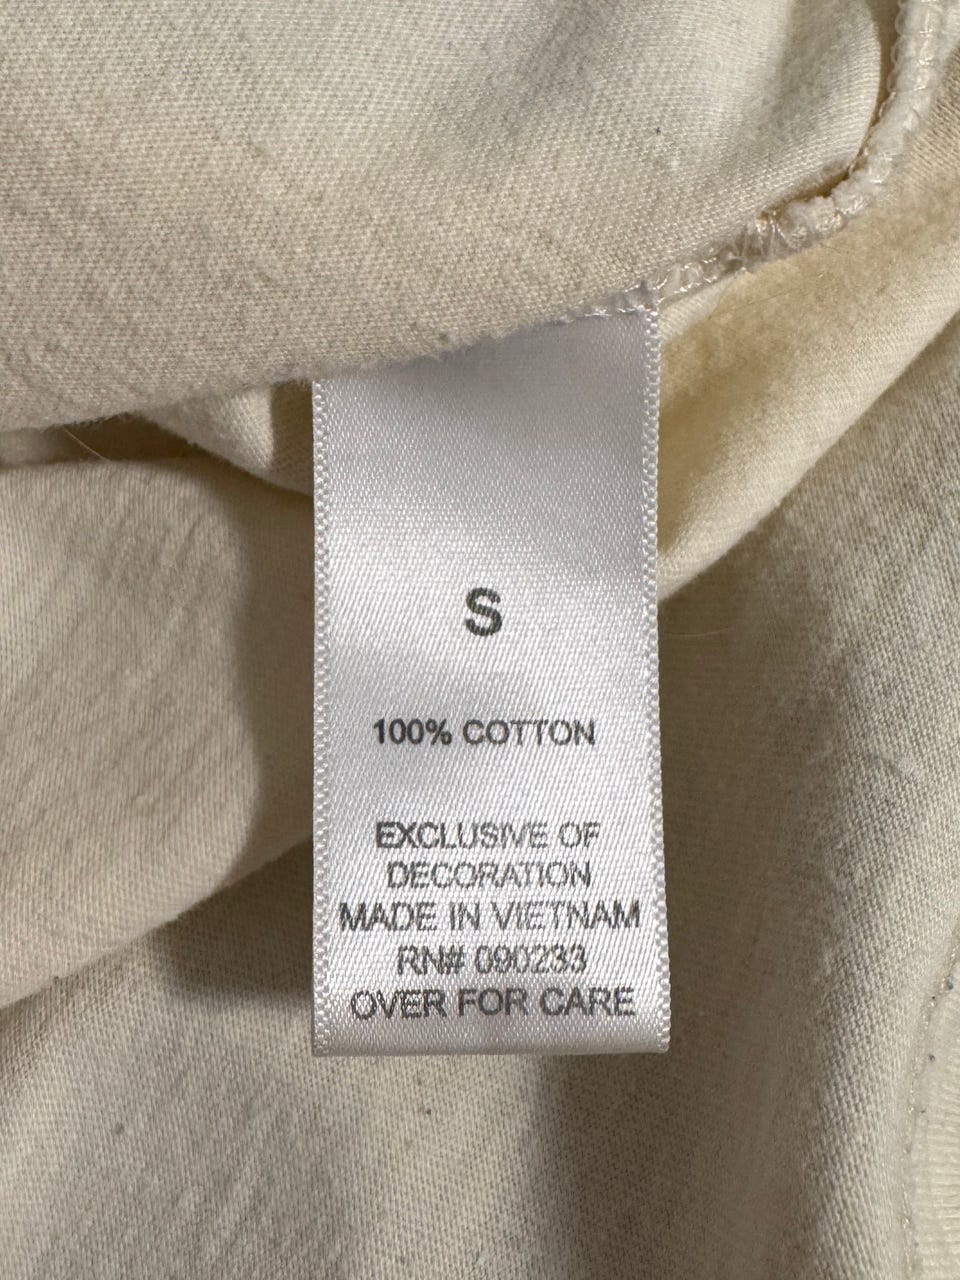 S
100% COTTON
EXCLUSIVE OF
DECORATION
MADE IN VIETNAM
RN# 090233
OVER FOR CARE